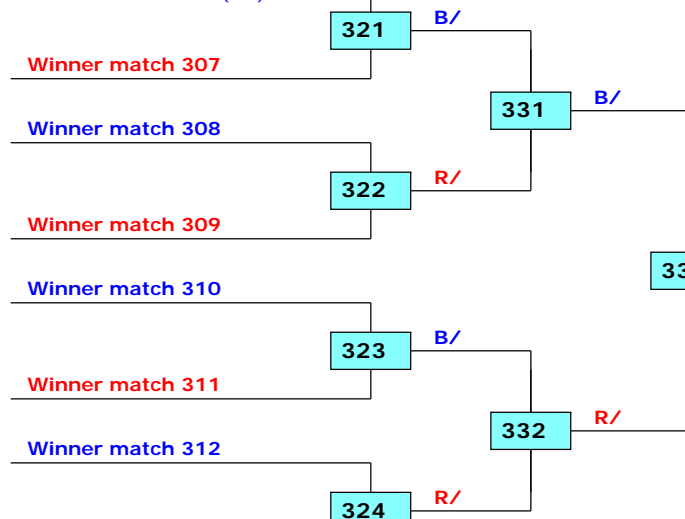 321 B/
Winner match 307
331 B/
Winner match 308
322 R/
Winner match 309
Winner match 310
323 B/
Winner match 311
332 R/
Winner match 312
324 R/